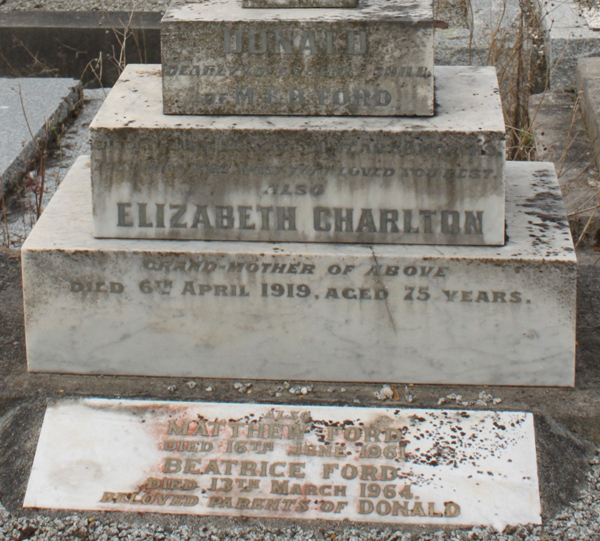 DONALD
DEARLY LOVED CHILD
OF M. & B. FORD
LOVED YOU BEST.
ALSO
ELIZABETH CHARLTON
GRAND-MOTHER OF ABOVE
DIED 6TH APRIL 1919, AGED 75 YEARS.
ALSO
MATTHEW FORD
DIED 16TH JUNE 1961
BEATRICE FORD
DIED 13TH MARCH 1964.
BELOVED PARENTS OF DONALD